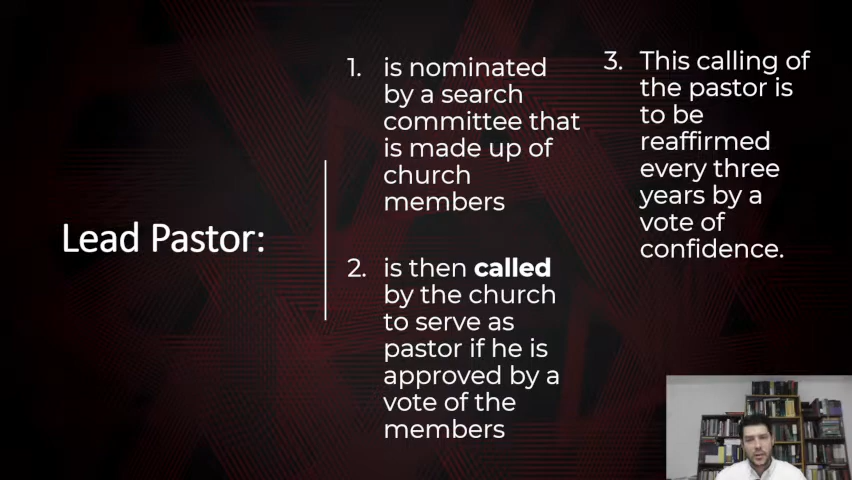 Lead Pastor:
1. is nominated
by a search
committee that
is made up of
church
members
2. is then called
by the church
to serve as
pastor if he is
approved by a
vote of the
members
3. This calling of
the pastor is
to be
reaffirmed
every three
years by a
vote of
confidence.